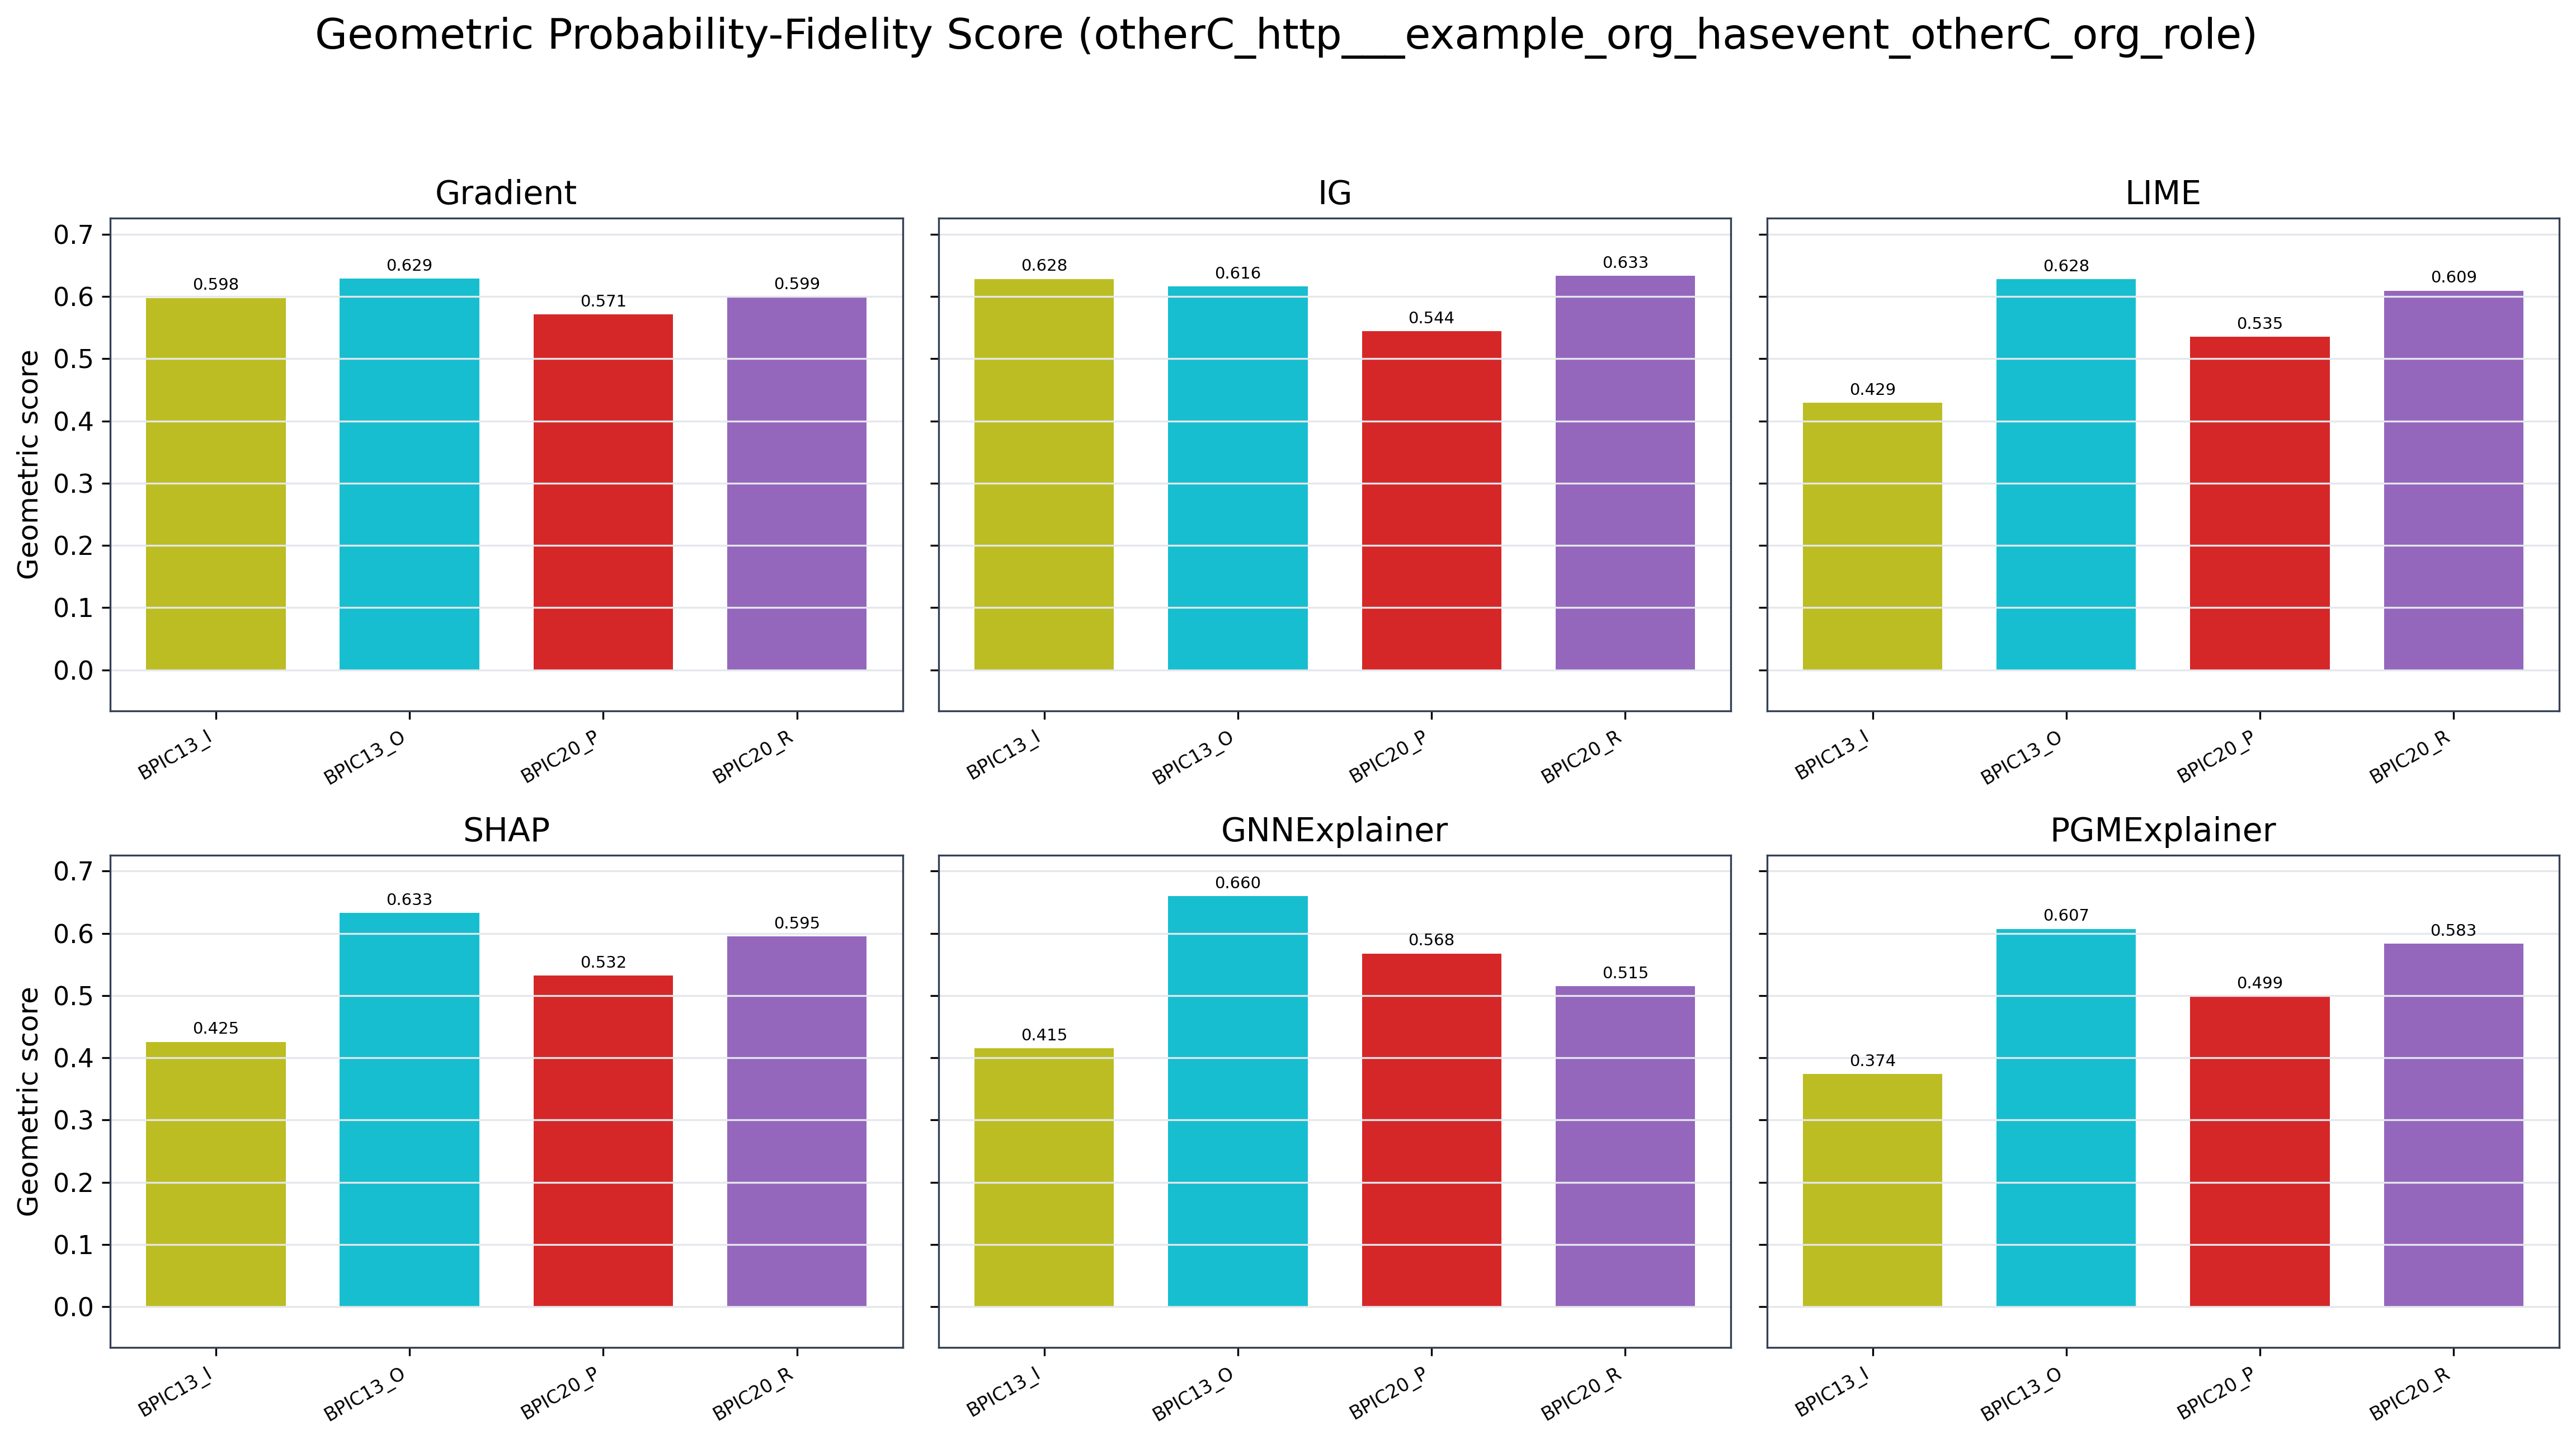 Geometric Probability-Fidelity Score (otherC_http___example_org_hasevent_otherC_org_role)
Gradient
IG
LIME
Geometric score
0.7
0.6
0.5
0.4
0.3
0.2
0.1
0.0
0.598
0.629
0.571
0.599
0.628
0.616
0.544
0.633
0.429
0.628
0.535
0.609
BPIC13_I
BPIC13_O
BPIC20_P
BPIC20_R
BPIC13_I
BPIC13_O
BPIC20_P
BPIC20_R
BPIC13_I
BPIC13_O
BPIC20_P
BPIC20_R
SHAP
GNNExplainer
PGMExplainer
Geometric score
0.7
0.6
0.5
0.4
0.3
0.2
0.1
0.0
0.425
0.633
0.532
0.595
0.415
0.660
0.568
0.515
0.374
0.607
0.499
0.583
BPIC13_I
BPIC13_O
BPIC20_P
BPIC20_R
BPIC13_I
BPIC13_O
BPIC20_P
BPIC20_R
BPIC13_I
BPIC13_O
BPIC20_P
BPIC20_R